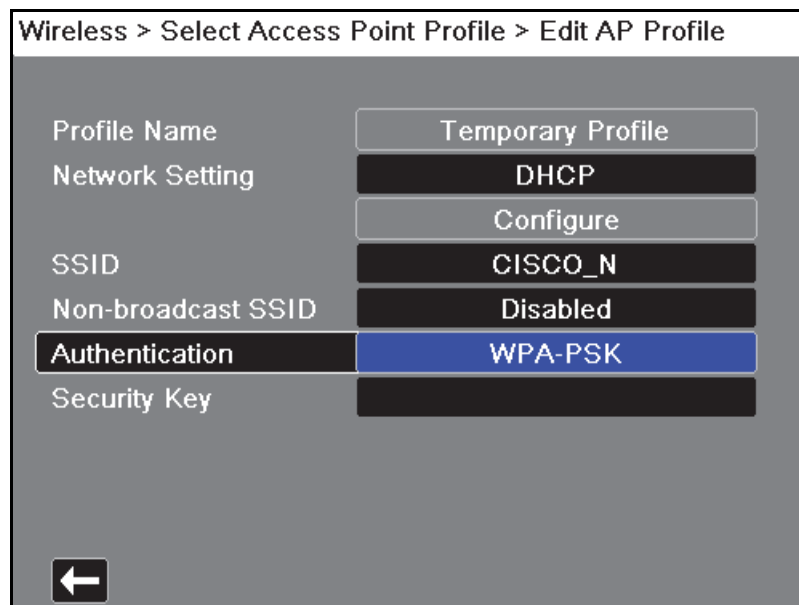 Wireless > Select Access Point Profile > Edit AP Profile
Profile Name Temporary Profile
Network Setting DHCP
Configure
SSID CISCO_N
Non-broadcast SSID Disabled
Authentication WPA-PSK
Security Key